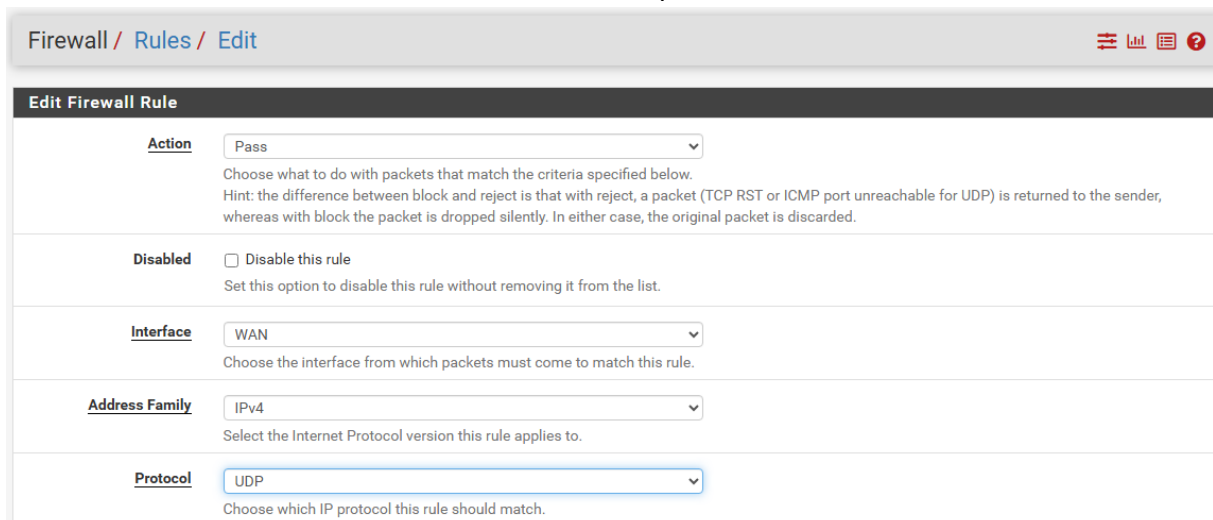 Firewall / Rules / Edit
Edit Firewall Rule
Action
Pass
Choose what to do with packets that match the criteria specified below.
Hint: the difference between block and reject is that with reject, a packet (TCP RST or ICMP port unreachable for UDP) is returned to the sender,
whereas with block the packet is dropped silently. In either case, the original packet is discarded.
Disabled
Disable this rule
Set this option to disable this rule without removing it from the list.
Interface
WAN
Choose the interface from which packets must come to match this rule.
Address Family
IPv4
Select the Internet Protocol version this rule applies to.
Protocol
UDP
Choose which IP protocol this rule should match.